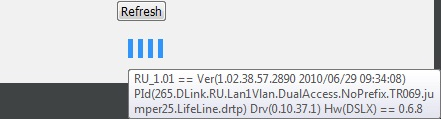 Refresh
RU_1.01 == Ver(1.02.38.57.2890 2010/06/29 09:34:08)
PId(265.DLink.RU.Lan1Vlan.DualAccess.NoPrefix.TR069.ju
mper25.LifeLine.drtp) Drv(0.10.37.1) Hw(DSLX) == 0.6.8